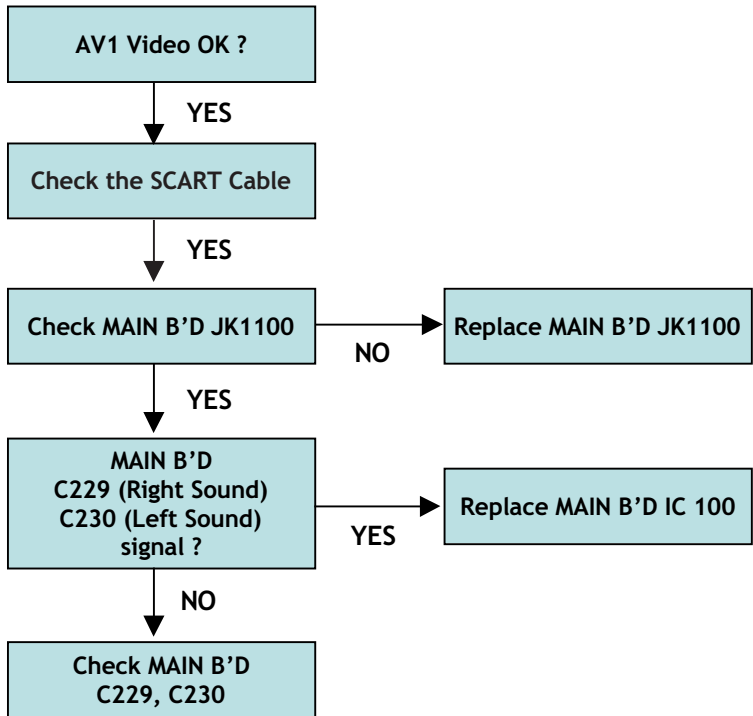 AV1 Video OK ?
YES
Check the SCART Cable
YES
Check MAIN B’D JK1100
NO
Replace MAIN B’D JK1100
YES
MAIN B’D
C229 (Right Sound)
C230 (Left Sound)
signal ?
YES
Replace MAIN B’D IC 100
NO
Check MAIN B’D
C229, C230